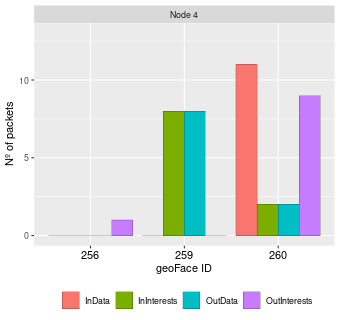 Node 4
Nº of packets
10
5
0
256 259 260
geoFace ID
InData InInterests OutData OutInterests